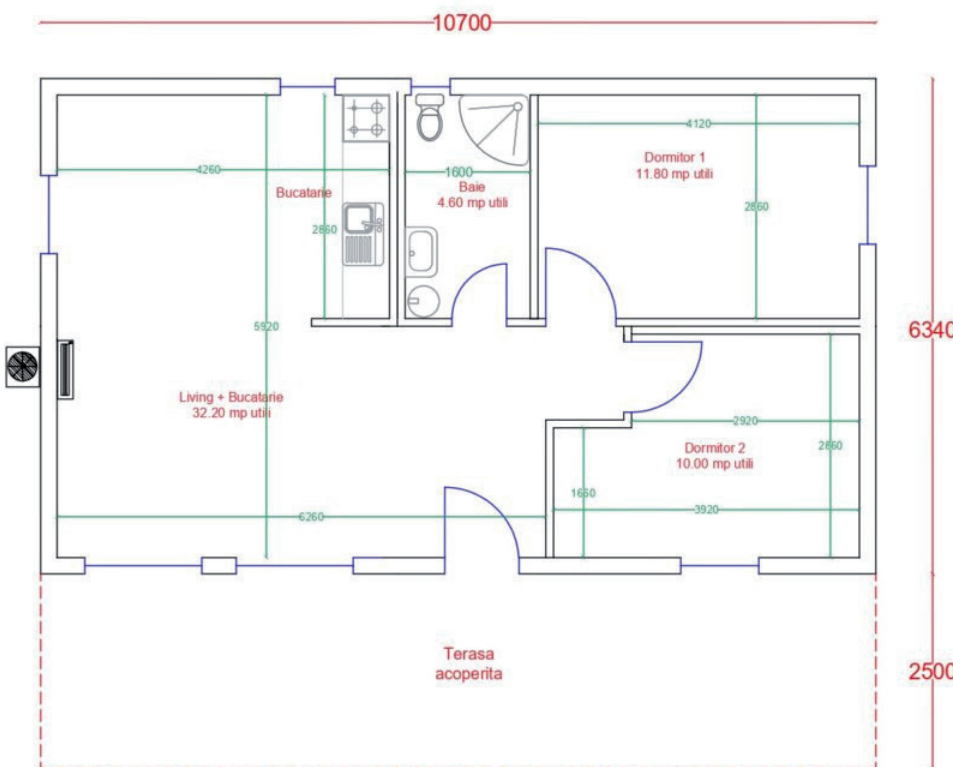 10700
4120
Dormitor 1
11.80 mp utili
4260
1600
Baie
4.60 mp utili
Bucatarie
2860
2860
5920
6340
Living + Bucatarie
32.20 mp utili
2920
Dormitor 2
10.00 mp utili
2860
1660
3920
6260
Terasa
acoperita
2500